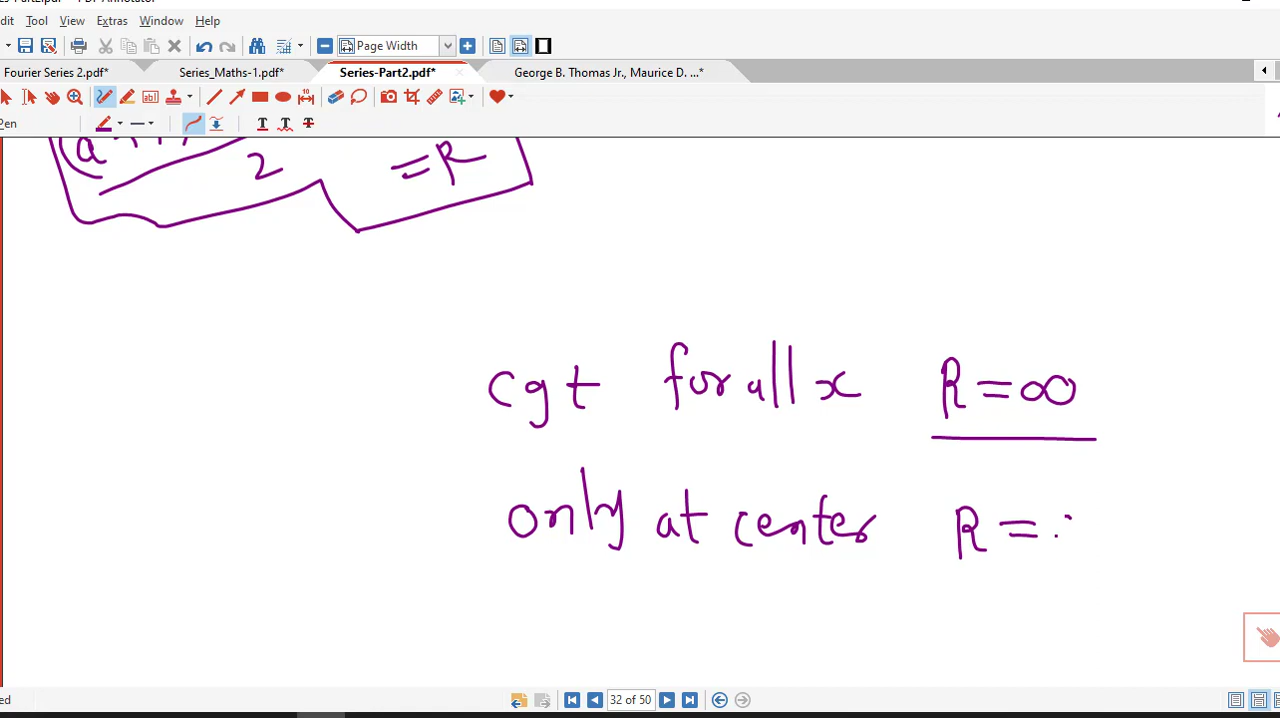 Tool View Extras Window Help
Page Width
Fourier Series 2.pdf* Series_Maths-1.pdf* Series-Part2.pdf* George B. Thomas Jr., Maurice D. ...*
2 =R
cgt for all x R=∞
only at center R=
32 of 50